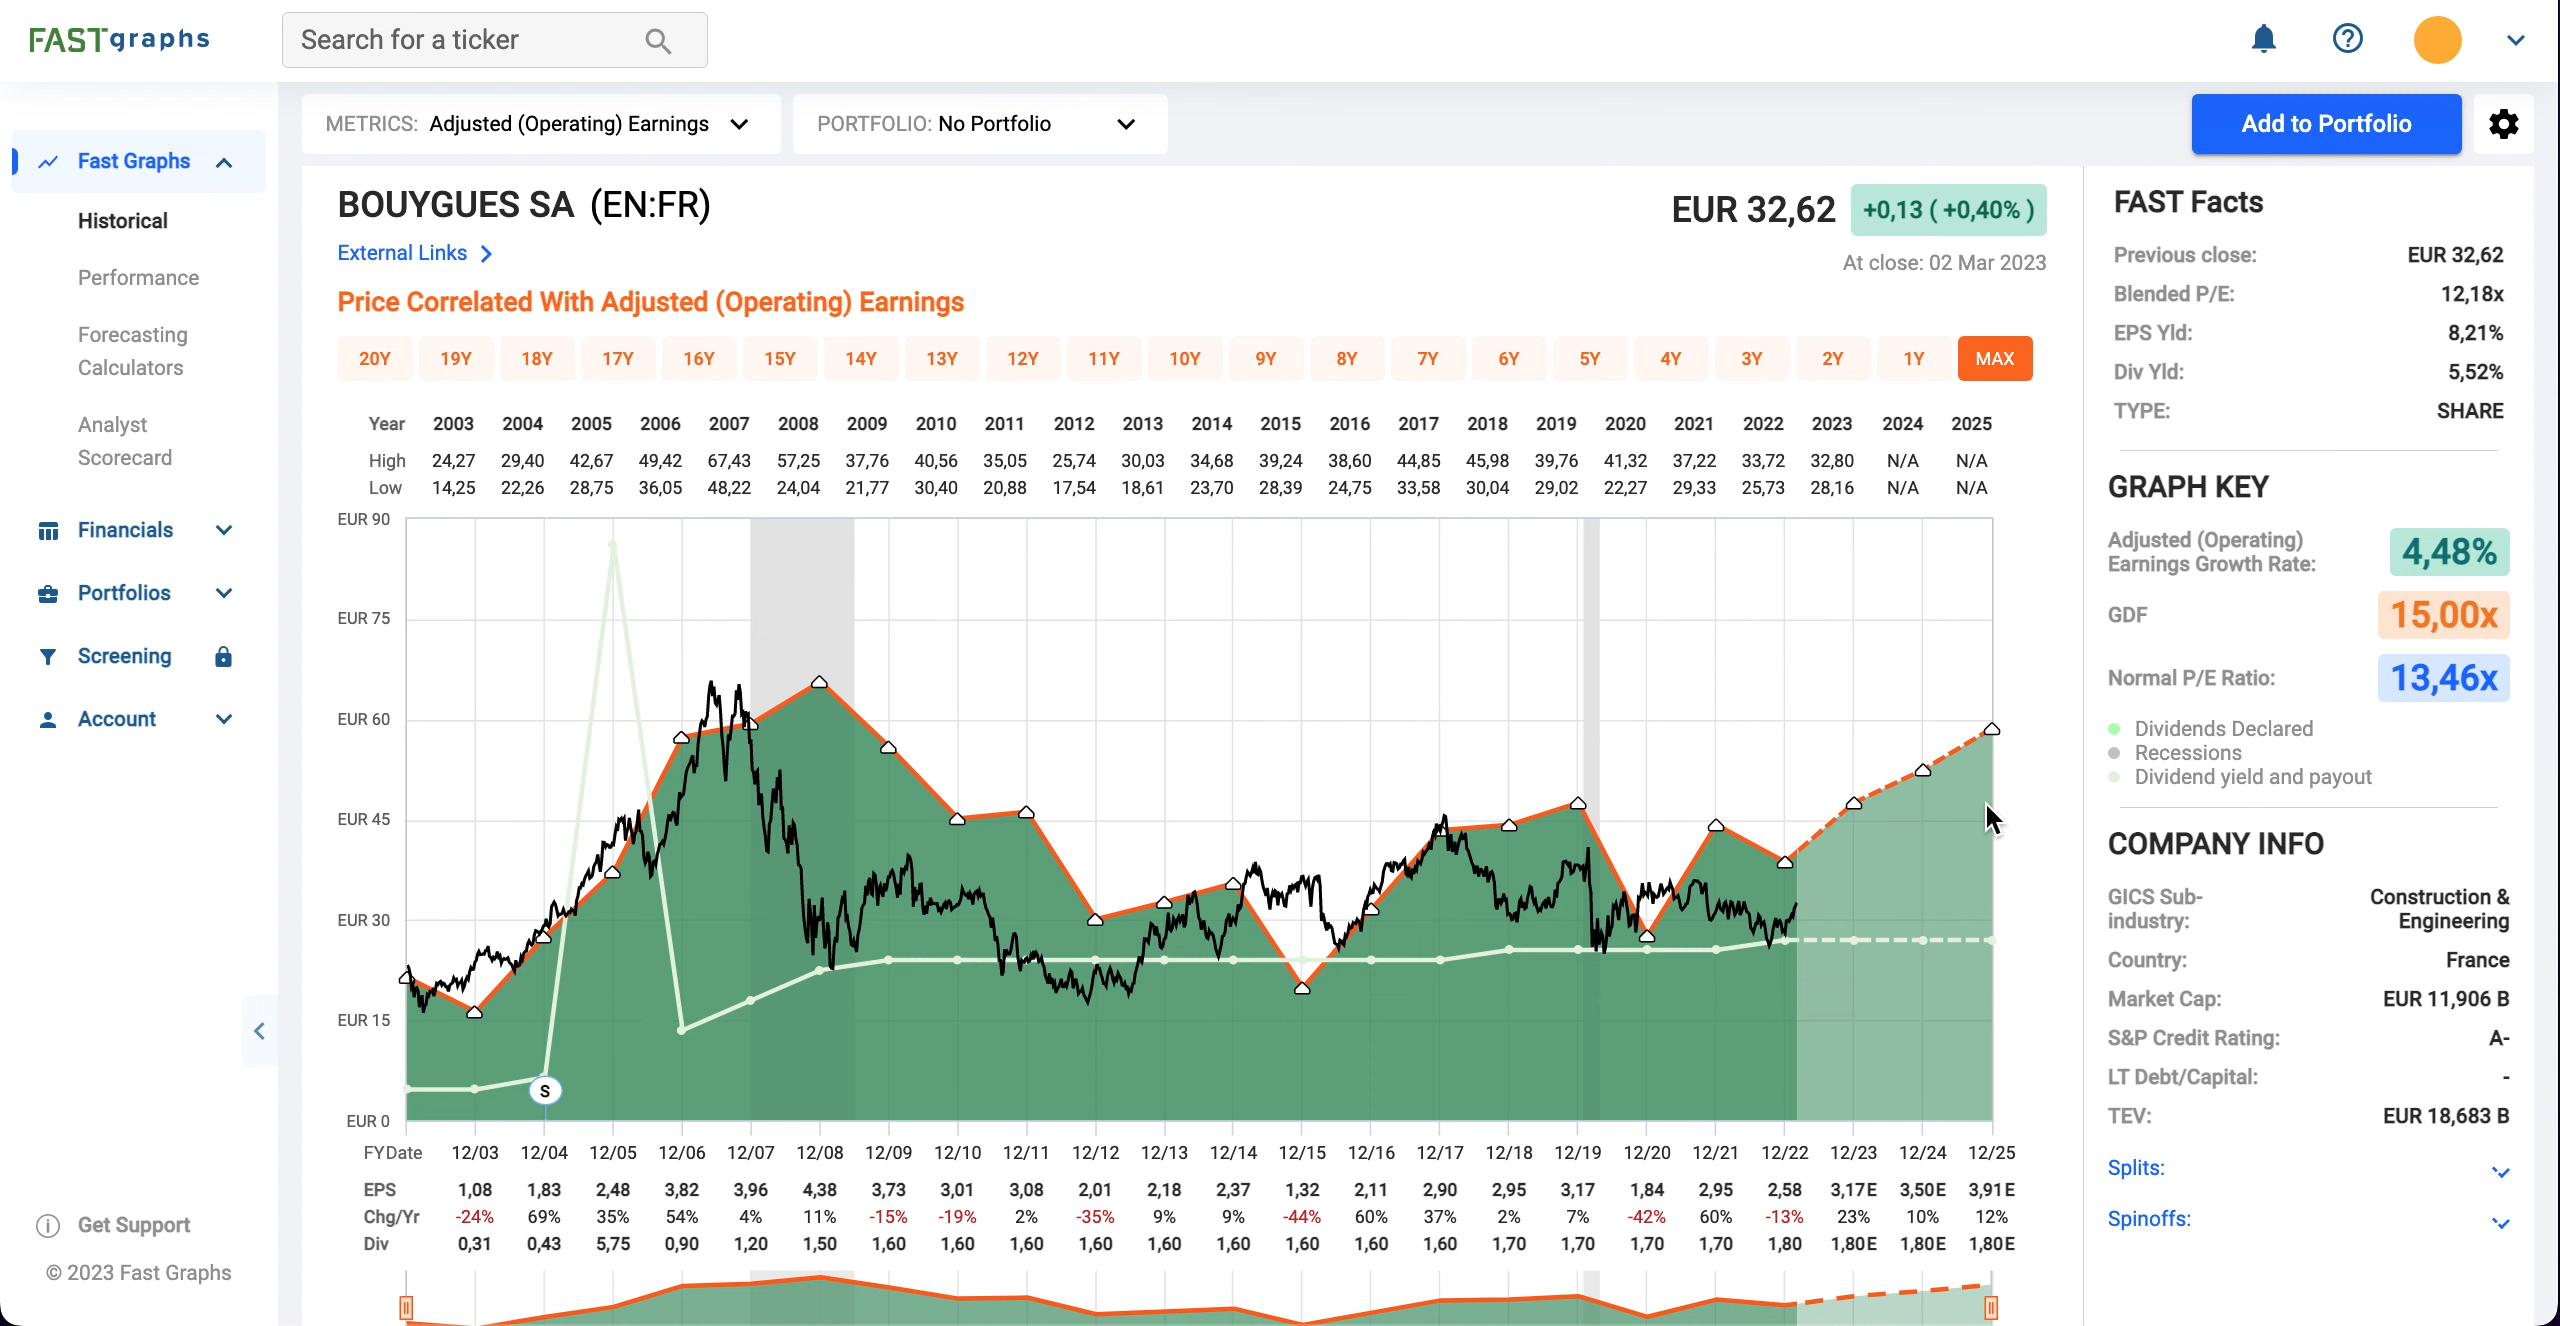 FASTgraphs
Search for a ticker
Fast Graphs
Historical
Performance
Forecasting
Calculators
Analyst
Scorecard
Financials
Portfolios
Screening
Account
Get Support
© 2023 Fast Graphs
METRICS: Adjusted (Operating) Earnings
PORTFOLIO: No Portfolio
Add to Portfolio
BOUYGUES SA (EN:FR)
EUR 32,62 +0,13 ( +0,40% )
External Links
At close: 02 Mar 2023
Price Correlated With Adjusted (Operating) Earnings
20Y 19Y 18Y 17Y 16Y 15Y 14Y 13Y 12Y 11Y 10Y 9Y 8Y 7Y 6Y 5Y 4Y 3Y 2Y 1Y MAX
Year 2003 2004 2005 2006 2007 2008 2009 2010 2011 2012 2013 2014 2015 2016 2017 2018 2019 2020 2021 2022 2023 2024 2025
High 24,27 29,40 42,67 49,42 67,43 57,25 37,76 40,56 35,05 25,74 30,03 34,68 39,24 38,60 44,85 45,98 39,76 41,32 37,22 33,72 32,80 N/A N/A
Low 14,25 22,26 28,75 36,05 48,22 24,04 21,77 30,40 20,88 17,54 18,61 23,70 28,39 24,75 33,58 30,04 29,02 22,27 29,33 25,73 28,16 N/A N/A
EUR 90
EUR 75
EUR 60
EUR 45
EUR 30
EUR 15
EUR 0
S
FYDate 12/03 12/04 12/05 12/06 12/07 12/08 12/09 12/10 12/11 12/12 12/13 12/14 12/15 12/16 12/17 12/18 12/19 12/20 12/21 12/22 12/23 12/24 12/25
EPS 1,08 1,83 2,48 3,82 3,96 4,38 3,73 3,01 3,08 2,01 2,18 2,37 1,32 2,11 2,90 2,95 3,17 1,84 2,95 2,58 3,17E 3,50E 3,91E
Chg/Yr -24% 69% 35% 54% 4% 11% -15% -19% 2% -35% 9% 9% -44% 60% 37% 2% 7% -42% 60% -13% 23% 10% 12%
Div 0,31 0,43 5,75 0,90 1,20 1,50 1,60 1,60 1,60 1,60 1,60 1,60 1,60 1,60 1,60 1,70 1,70 1,70 1,70 1,80 1,80E 1,80E 1,80E
FAST Facts
Previous close: EUR 32,62
Blended P/E: 12,18x
EPS Yld: 8,21%
Div Yld: 5,52%
TYPE: SHARE
GRAPH KEY
Adjusted (Operating)
Earnings Growth Rate: 4,48%
GDF 15,00x
Normal P/E Ratio: 13,46x
Dividends Declared
Recessions
Dividend yield and payout
COMPANY INFO
GICS Sub- Construction &
industry: Engineering
Country: France
Market Cap: EUR 11,906 B
S&P Credit Rating: A-
LT Debt/Capital: -
TEV: EUR 18,683 B
Splits:
Spinoffs: